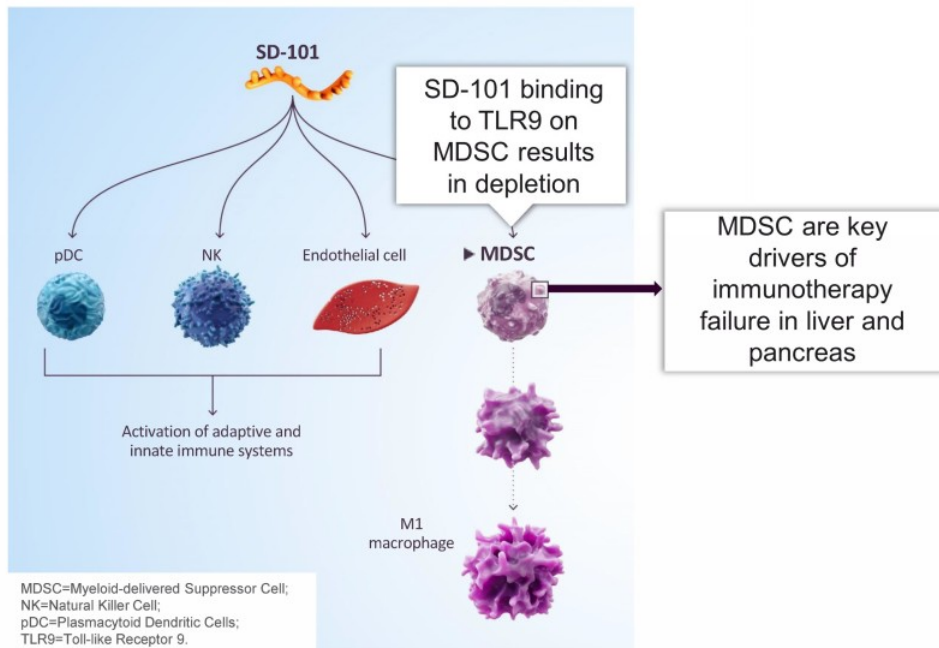 SD-101
SD-101 binding
to TLR9 on
MDSC results
in depletion
pDC
NK
Endothelial cell
► MDSC
MDSC are key
drivers of
immunotherapy
failure in liver and
pancreas
Activation of adaptive and
innate immune systems
M1
macrophage
MDSC=Myeloid-delivered Suppressor Cell;
NK=Natural Killer Cell;
pDC=Plasmacytoid Dendritic Cells;
TLR9=Toll-like Receptor 9.